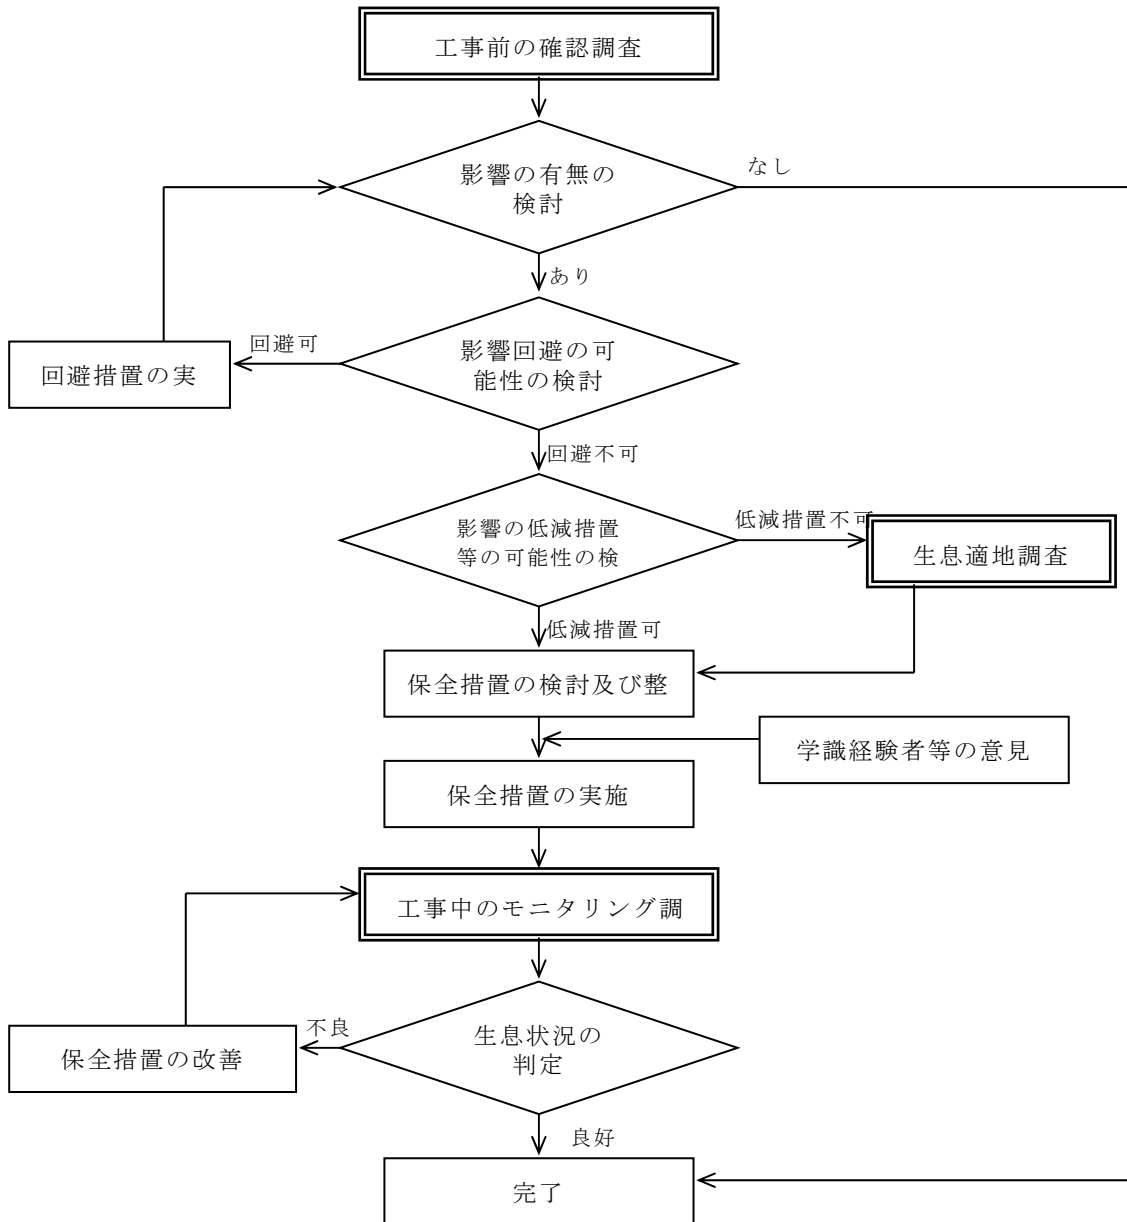 工事前の確認調査
影響の有無の
検討
なし
あり
影響回避の可
能性の検討
回避可
回避措置の実
回避不可
影響の低減措置
等の可能性の検
低減措置不可
生息適地調査
低減措置可
保全措置の検討及び整
学識経験者等の意見
保全措置の実施
工事中のモニタリング調
生息状況の
判定
不良
保全措置の改善
良好
完了